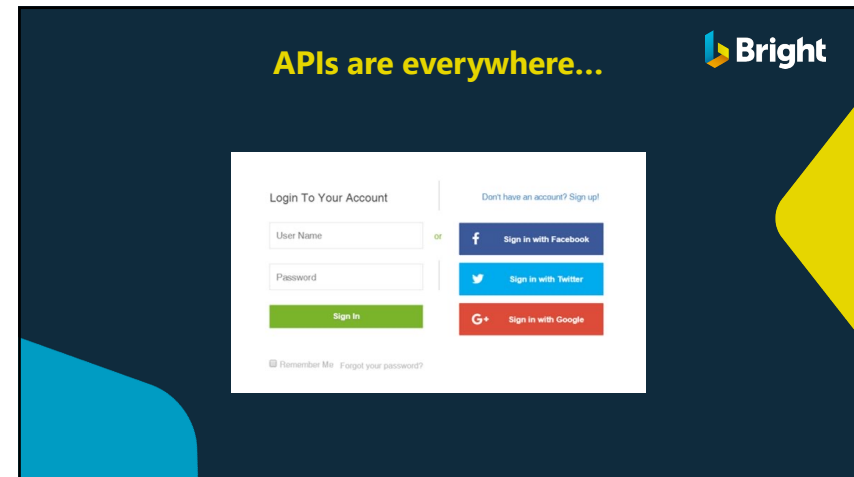 APIs are everywhere...
Bright
Login To Your Account
Don't have an account? Sign up!
User Name
or
f Sign in with Facebook
Password
Sign in with Twitter
Sign In
G+ Sign in with Google
Remember Me Forgot your password?